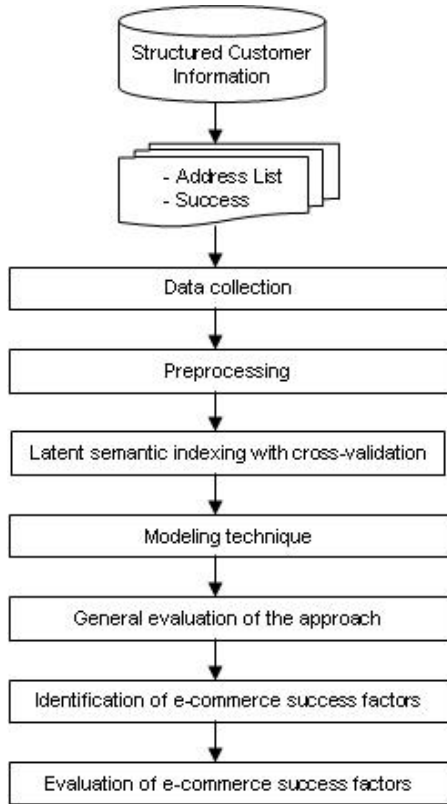 Structured Customer
Information
- Address List
- Success
Data collection
Preprocessing
Latent semantic indexing with cross-validation
Modeling technique
General evaluation of the approach
Identification of e-commerce success factors
Evaluation of e-commerce success factors